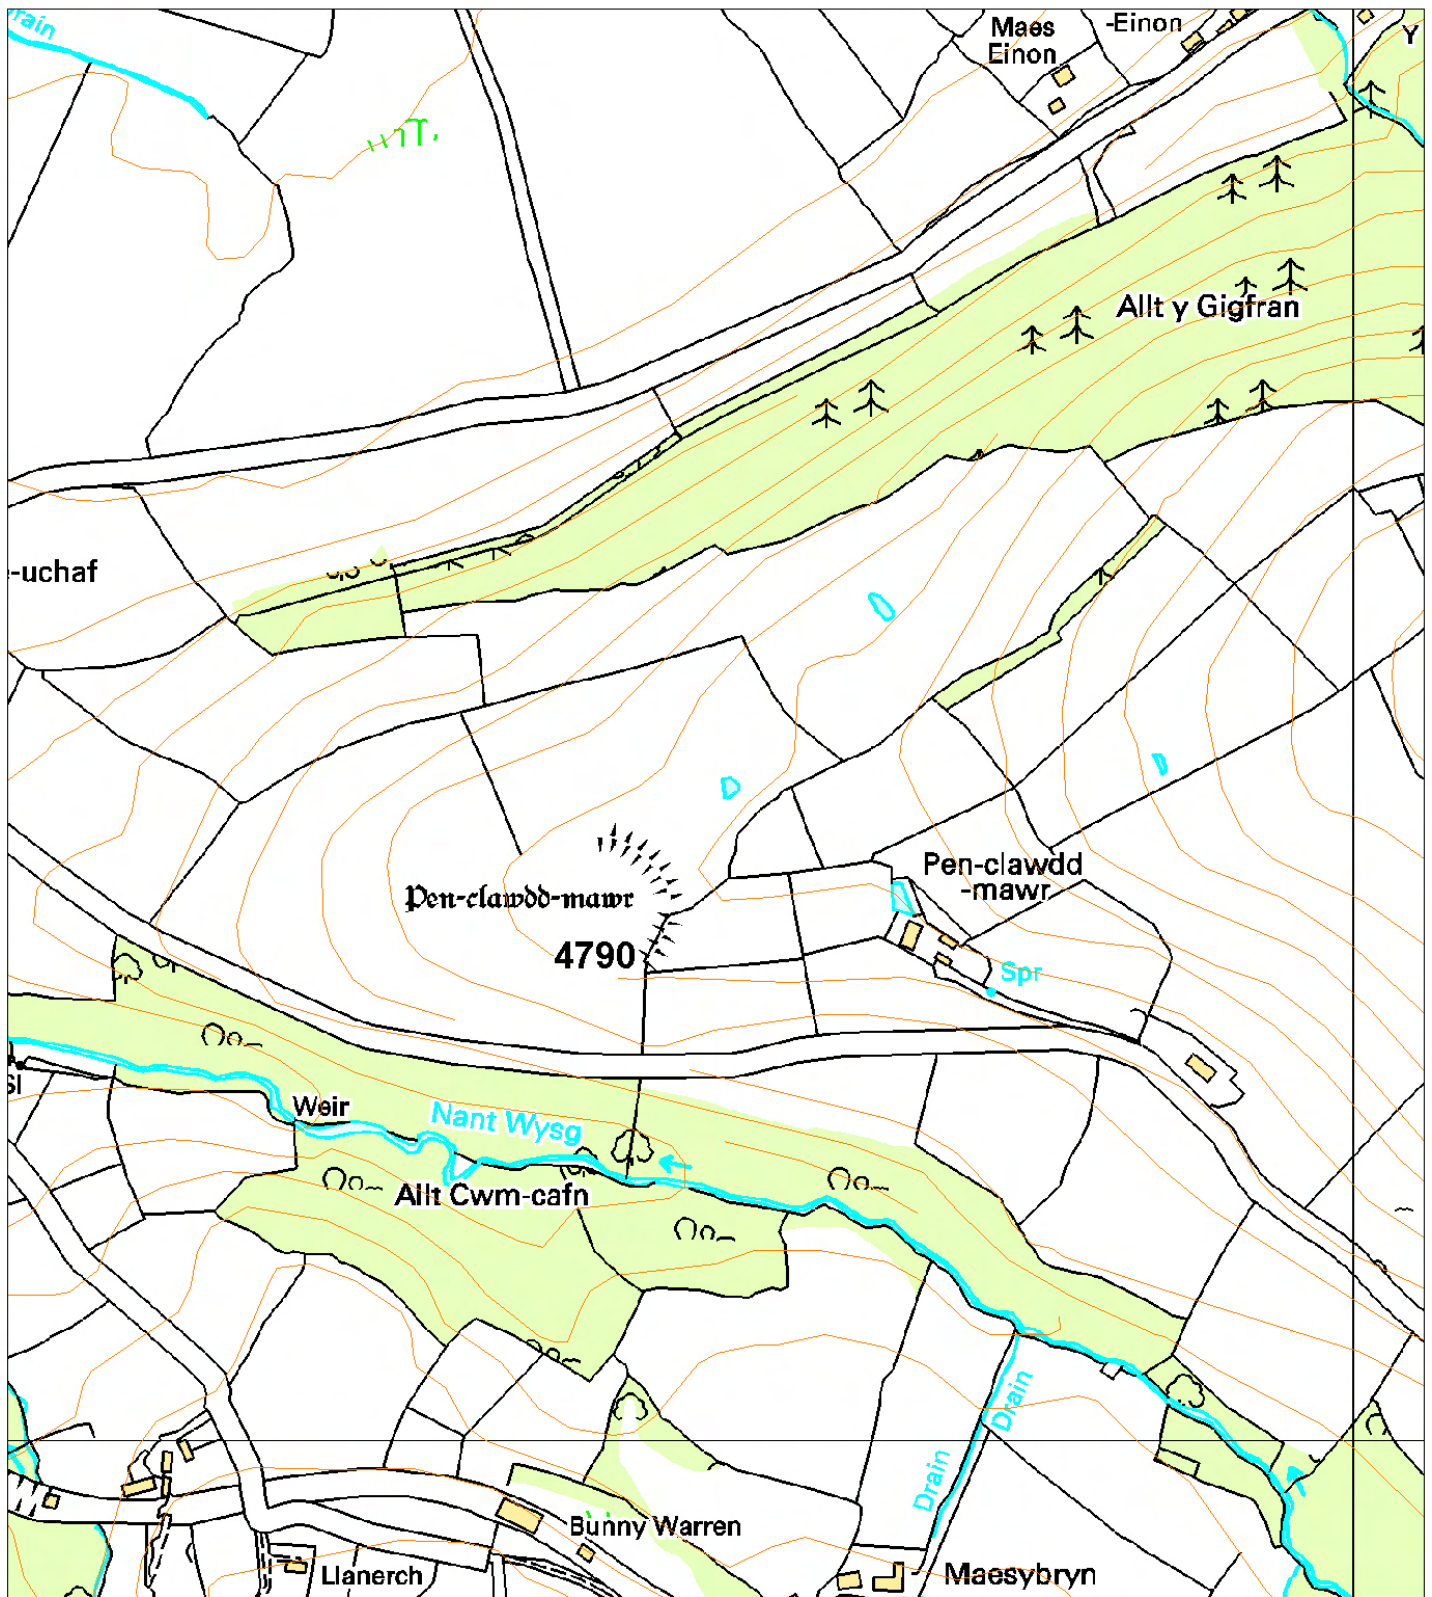 Maes
Einon
-Einon
Y
Allt y Gigfran
-uchaf
Pen-clawdd
-mawr
Pen-clawdd-mawr
4790
Spr
Weir
Nant Wysg
Allt Cwm-cafn
Drain
Drain
Bunny Warren
Llanerch
Maesybryn